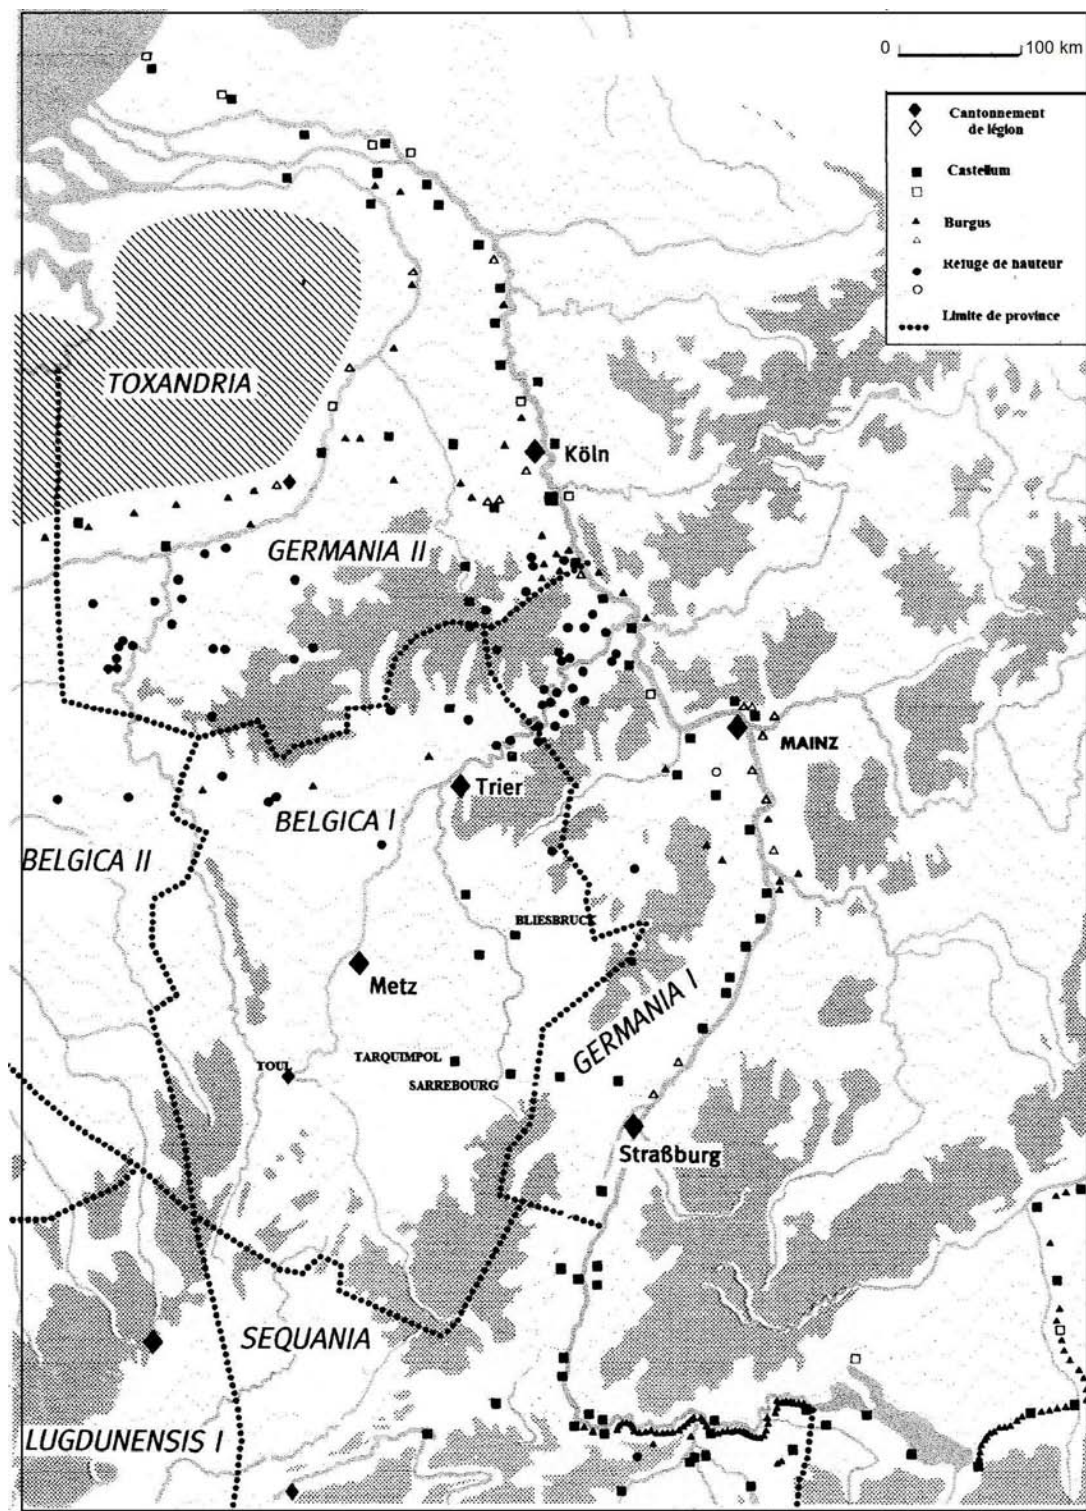 0 100 km
Cantonnement
de légion
Castellum
Burgus
Refuge de hauteur
Limite de province
TOXANDRIA
Köln
GERMANIA II
MAINZ
Trier
BELGICA I
BELGICA II
BLIESBRUCK
Metz
GERMANIA I
TARQUIMPOL
TOUL
SARREBOURG
Straßburg
SEQUANIA
LUGDUNENSIS I